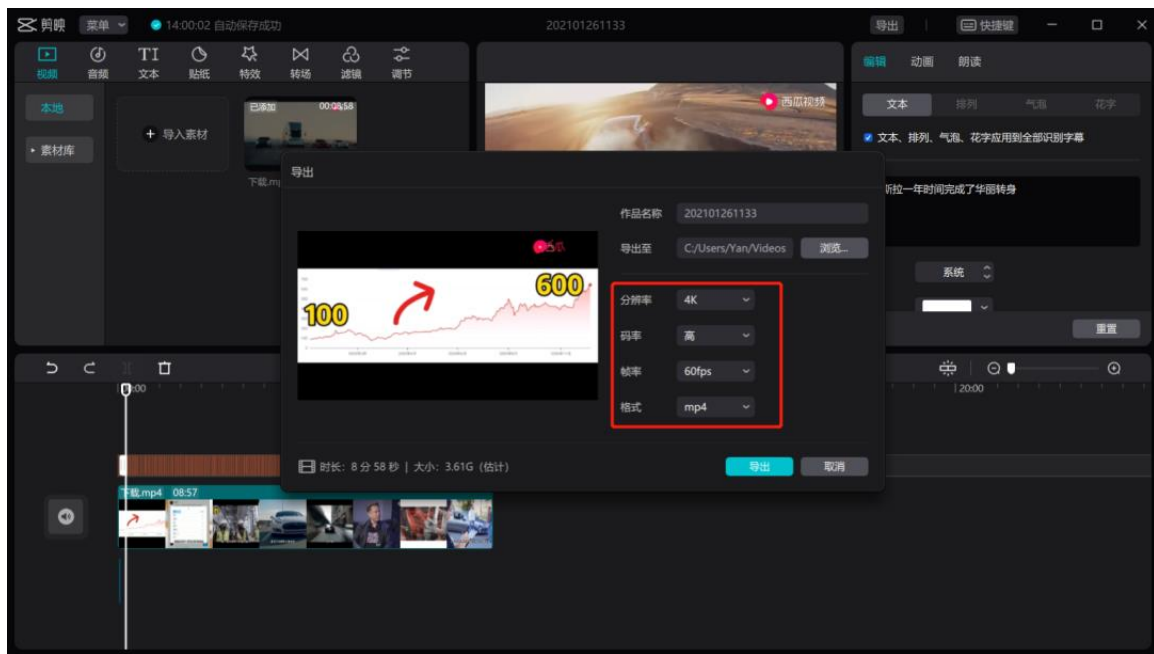 剪映 菜单 14:00:02 自动保存成功 202101261133 导出 快捷键
视频 音频 文本 贴纸 特效 转场 滤镜 调节
TI
编辑 动画 朗读
本地
素材库
+ 导入素材
已添加 00:08:58
下载.m
西瓜视频
文本 排列 气泡 花字
文本、排列、气泡、花字应用到全部识别字幕
斯拉一年时间完成了华丽转身
系统
重置
导出
作品名称 202101261133
导出至 C:/Users/Yan/Videos 浏览...
分辨率 4K
码率 高
帧率 60fps
格式 mp4
100
600
时长: 8 分 58 秒 | 大小: 3.61G (估计)
导出 取消
20:00
下载.mp4 08:57